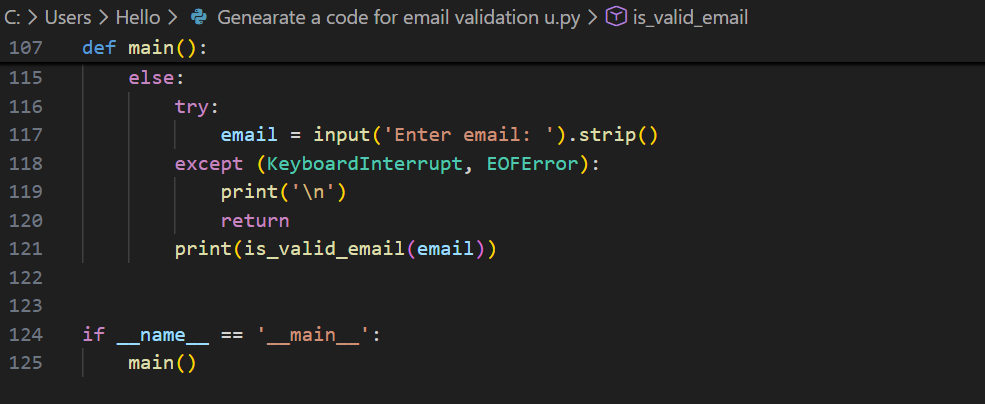 C: > Users > Hello > Genearate a code for email validation u.py > is_valid_email
107 def main():
115 else:
116 try:
117 email = input('Enter email: ').strip()
118 except (KeyboardInterrupt, EOFError):
119 print('\n')
120 return
121 print(is_valid_email(email))
122
123
124 if __name__ == '__main__':
125 main()